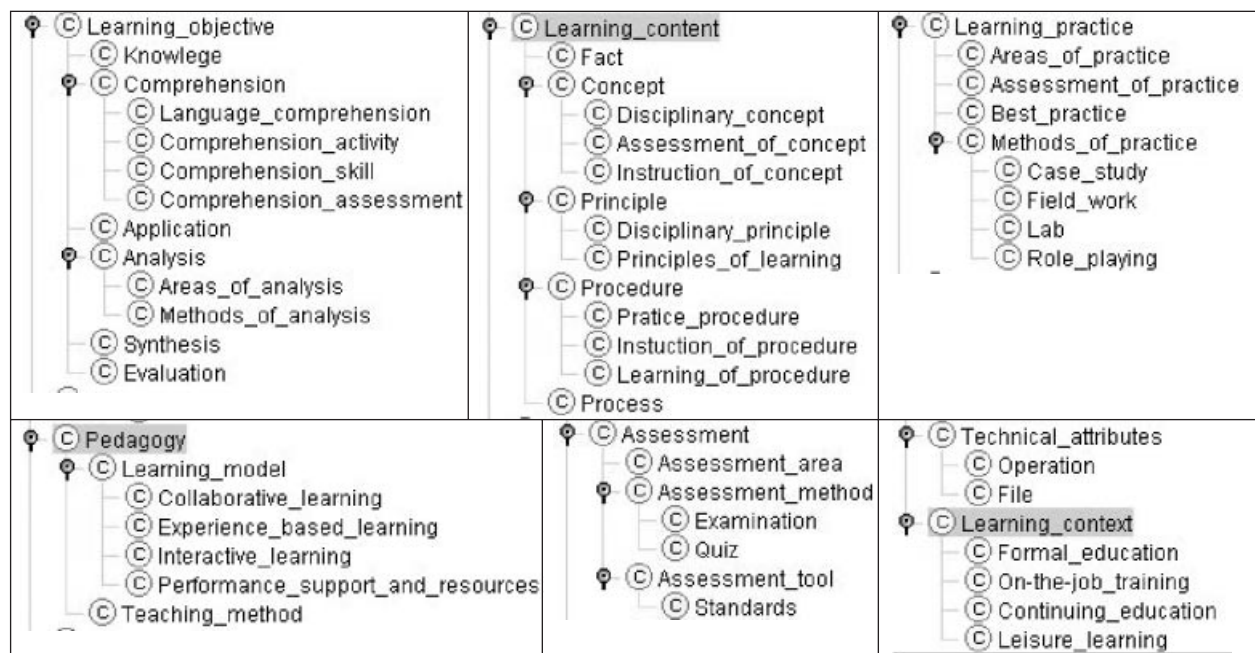 Learning_objective
Knowlege
Comprehension
Language_comprehension
Comprehension_activity
Comprehension_skill
Comprehension_assessment
Application
Analysis
Areas_of_analysis
Methods_of_analysis
Synthesis
Evaluation
Learning_content
Fact
Concept
Disciplinary_concept
Assessment_of_concept
Instruction_of_concept
Principle
Disciplinary_principle
Principles_of_learning
Procedure
Pratice_procedure
Instuction_of_procedure
Learning_of_procedure
Process
Learning_practice
Areas_of_practice
Assessment_of_practice
Best_practice
Methods_of_practice
Case_study
Field_work
Lab
Role_playing
Pedagogy
Learning_model
Collaborative_learning
Experience_based_learning
Interactive_learning
Performance_support_and_resources
Teaching_method
Assessment
Assessment_area
Assessment_method
Examination
Quiz
Assessment_tool
Standards
Technical_attributes
Operation
File
Learning_context
Formal_education
On-the-job_training
Continuing_education
Leisure_learning